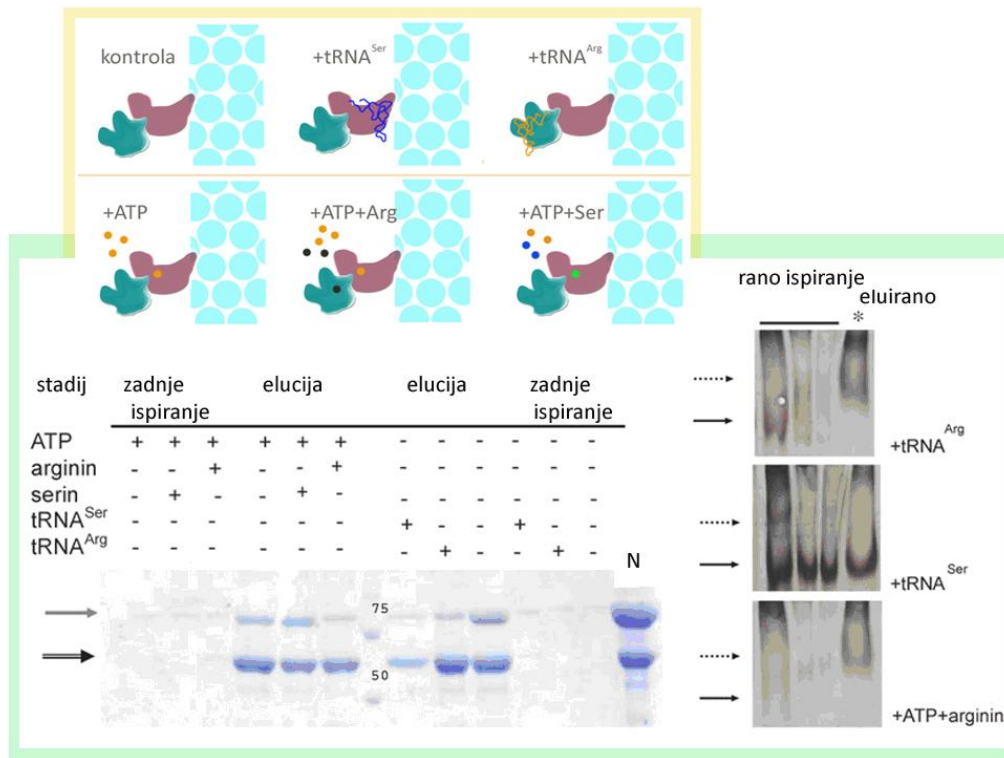 kontrola
+tRNA^Ser
+tRNA^Arg
+ATP
+ATP+Arg
+ATP+Ser
rano ispiranje
eluirano
*
stadij zadnje ispiranje elucija elucija zadnje ispiranje
ATP + + + + + + - - - - - -
arginin - - + - - + - - - - - -
serin - + - - + - - - - - - -
tRNA^Ser - - - - - - + - - + - -
tRNA^Arg - - - - - - - + - - + -
N
75
50
+tRNA^Arg
+tRNA^Ser
+ATP+arginin